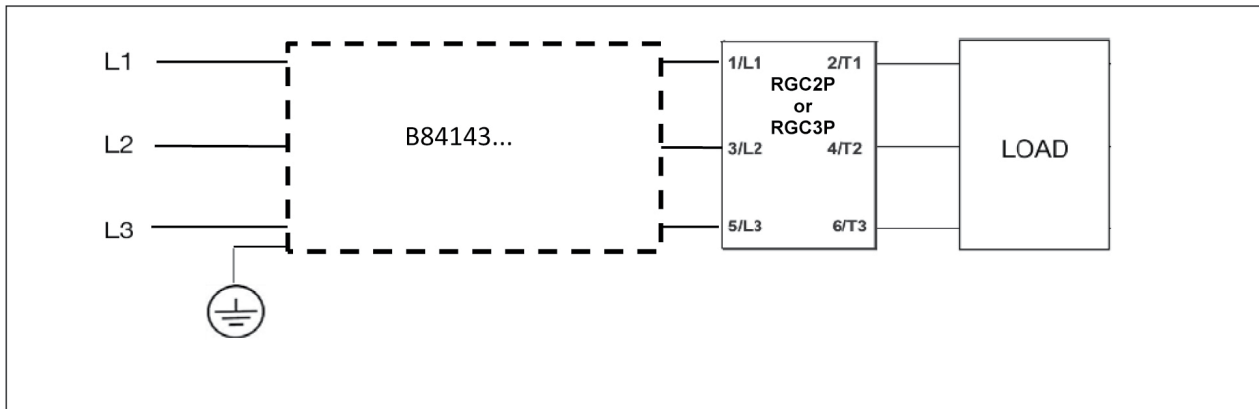 L1
L2
L3
B84143...
1/L1 2/T1
RGC2P
or
RGC3P
3/L2 4/T2
5/L3 6/T3
LOAD